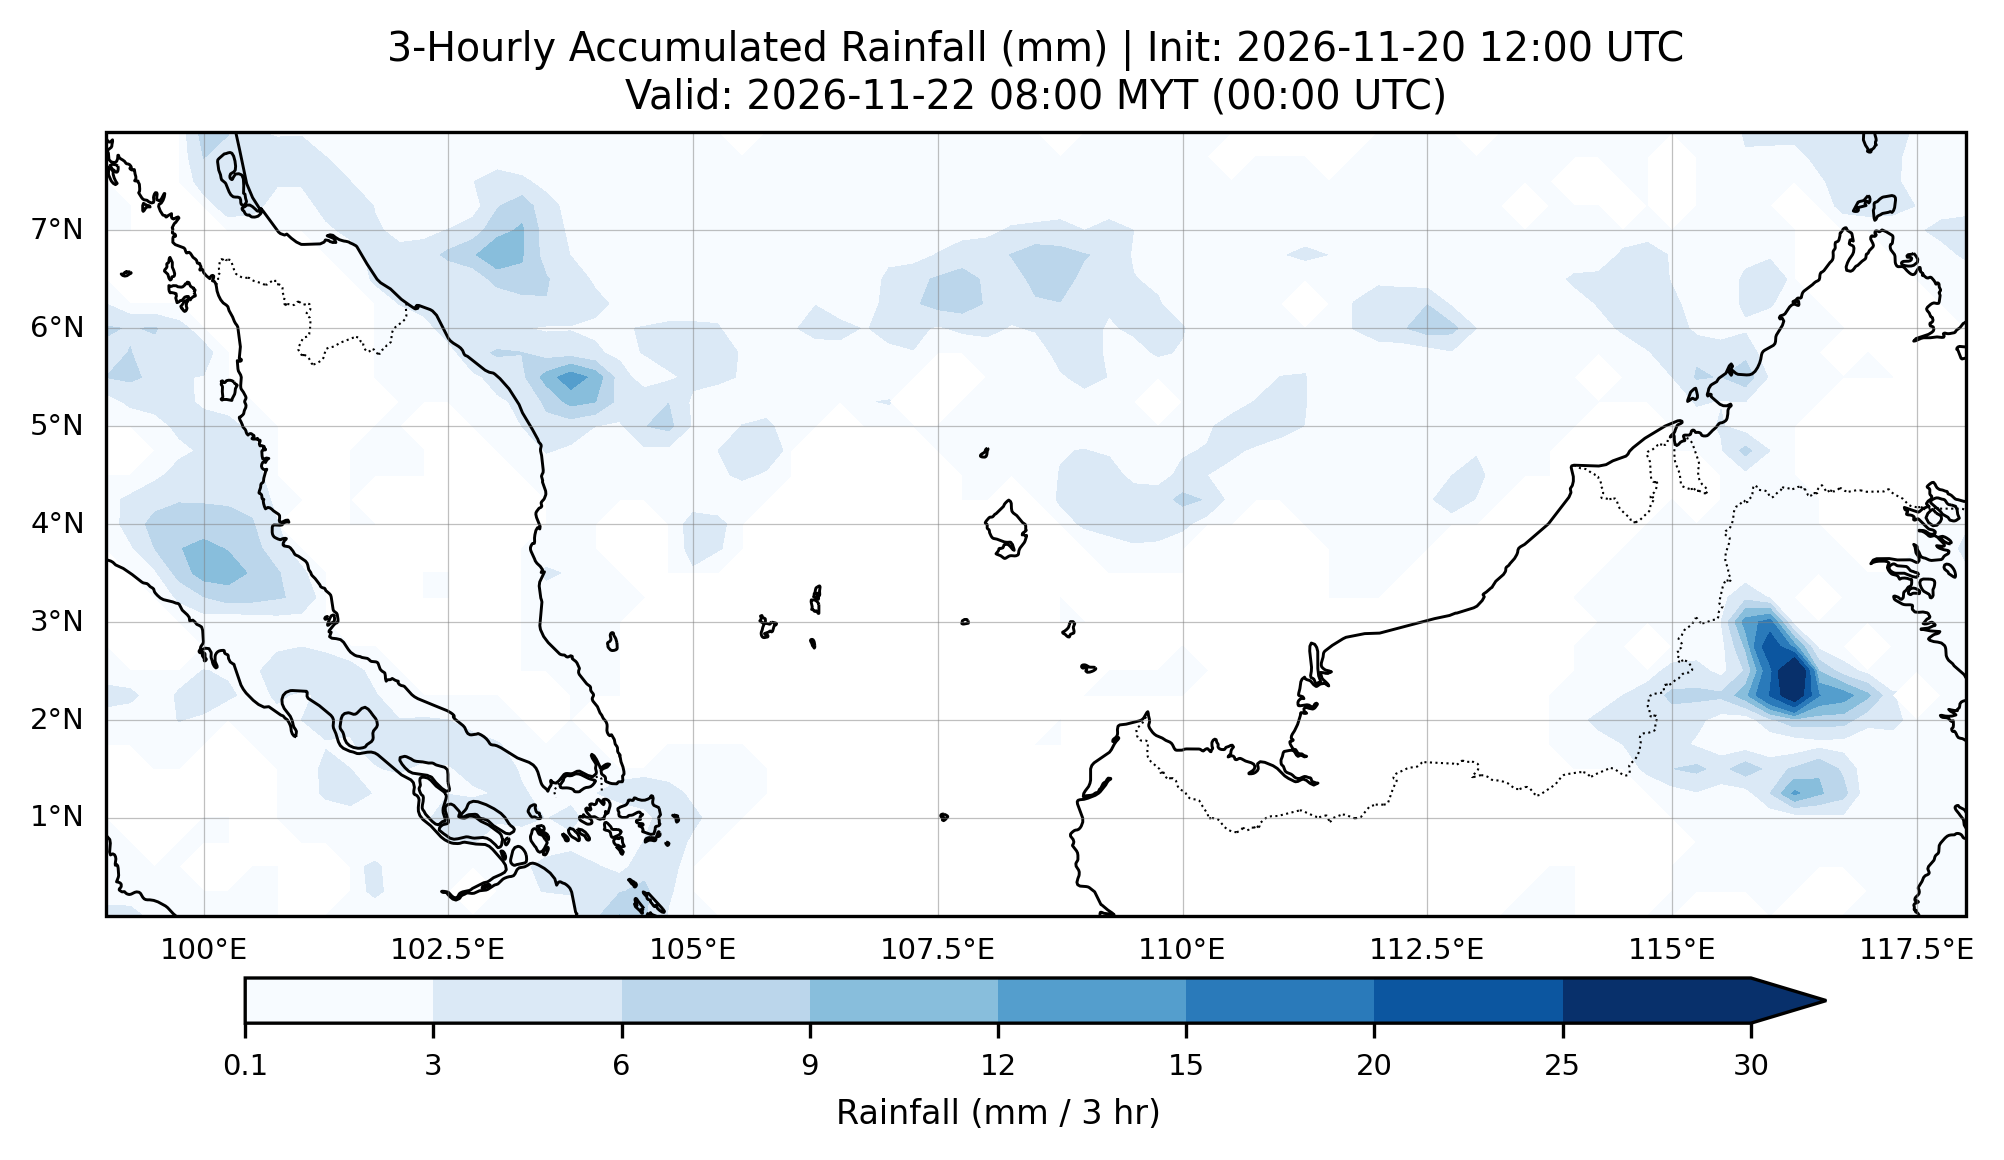 3-Hourly Accumulated Rainfall (mm) | Init: 2026-11-20 12:00 UTC
Valid: 2026-11-22 08:00 MYT (00:00 UTC)
7°N
6°N
5°N
4°N
3°N
2°N
1°N
100°E 102.5°E 105°E 107.5°E 110°E 112.5°E 115°E 117.5°E
0.1 3 6 9 12 15 20 25 30
Rainfall (mm / 3 hr)